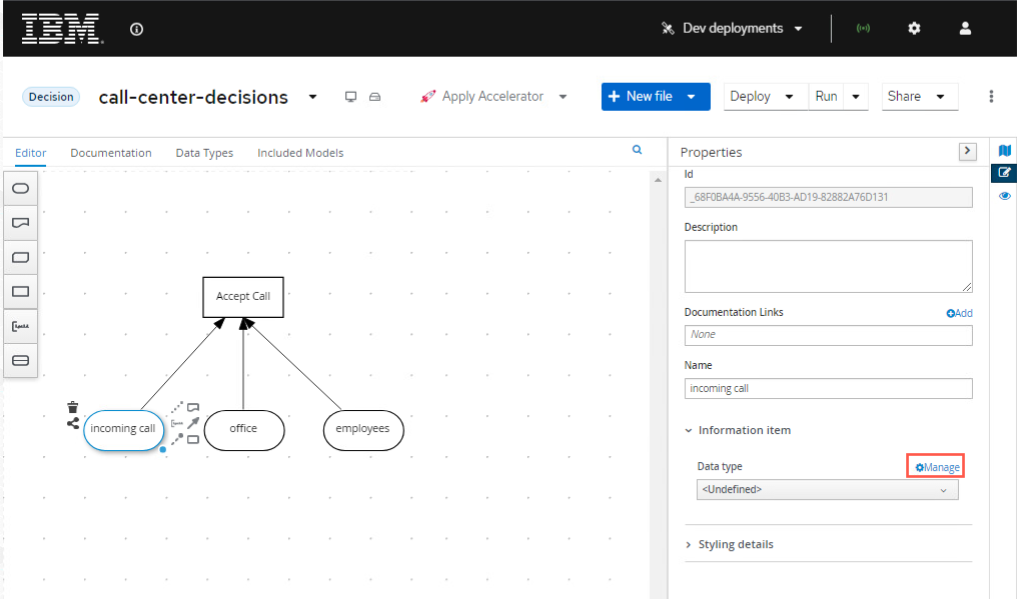 IBM
Dev deployments
Decision
call-center-decisions
Apply Accelerator
New file
Deploy
Run
Share
Editor
Documentation
Data Types
Included Models
Accept Call
incoming call
office
employees
Properties
Id
_68F0BA4A-9556-40B3-AD19-82882A76D131
Description
Documentation Links
Add
None
Name
incoming call
Information item
Data type
Manage
<Undefined>
Styling details